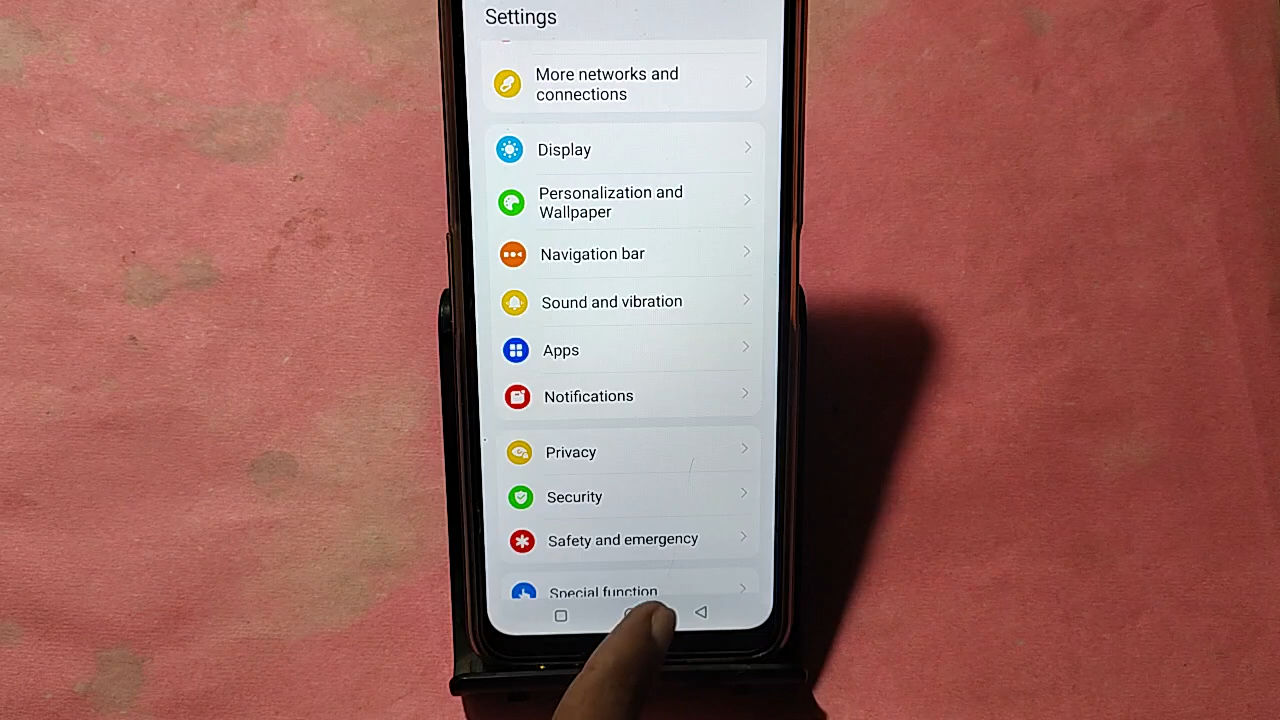 Settings
More networks and
connections
Display
Personalization and
Wallpaper
Navigation bar
Sound and vibration
Apps
Notifications
Privacy
Security
Safety and emergency
Special function